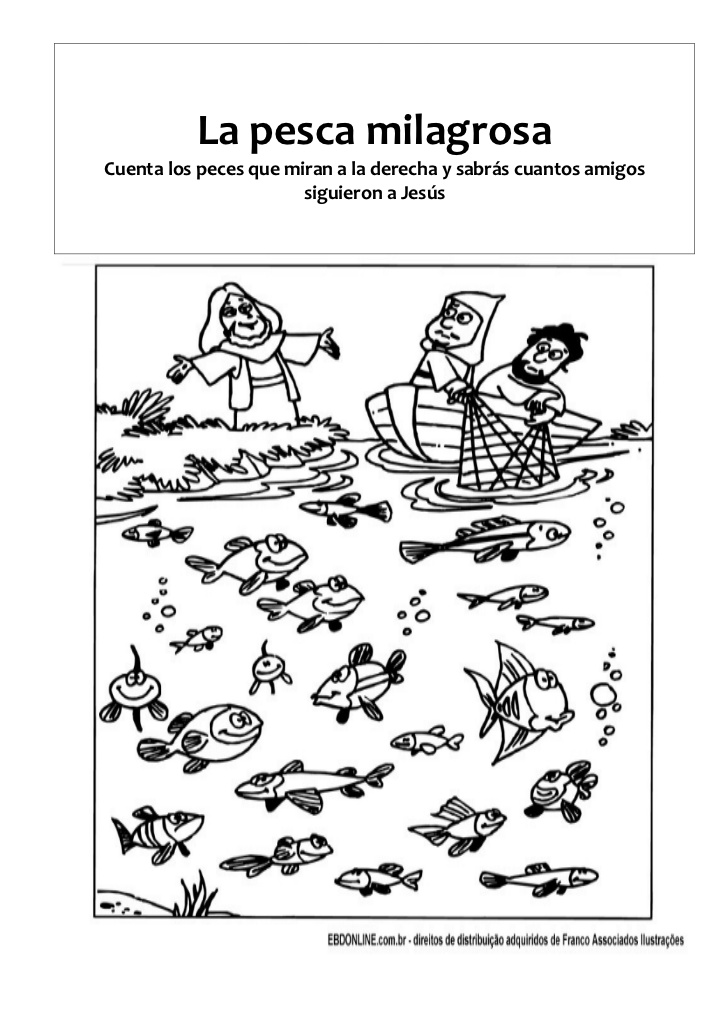 La pesca milagrosa
Cuenta los peces que miran a la derecha y sabrás cuantos amigos
siguieron a Jesús
EBDONLINE.com.br - direitos de distribuição adquiridos de Franco Associados Ilustrações